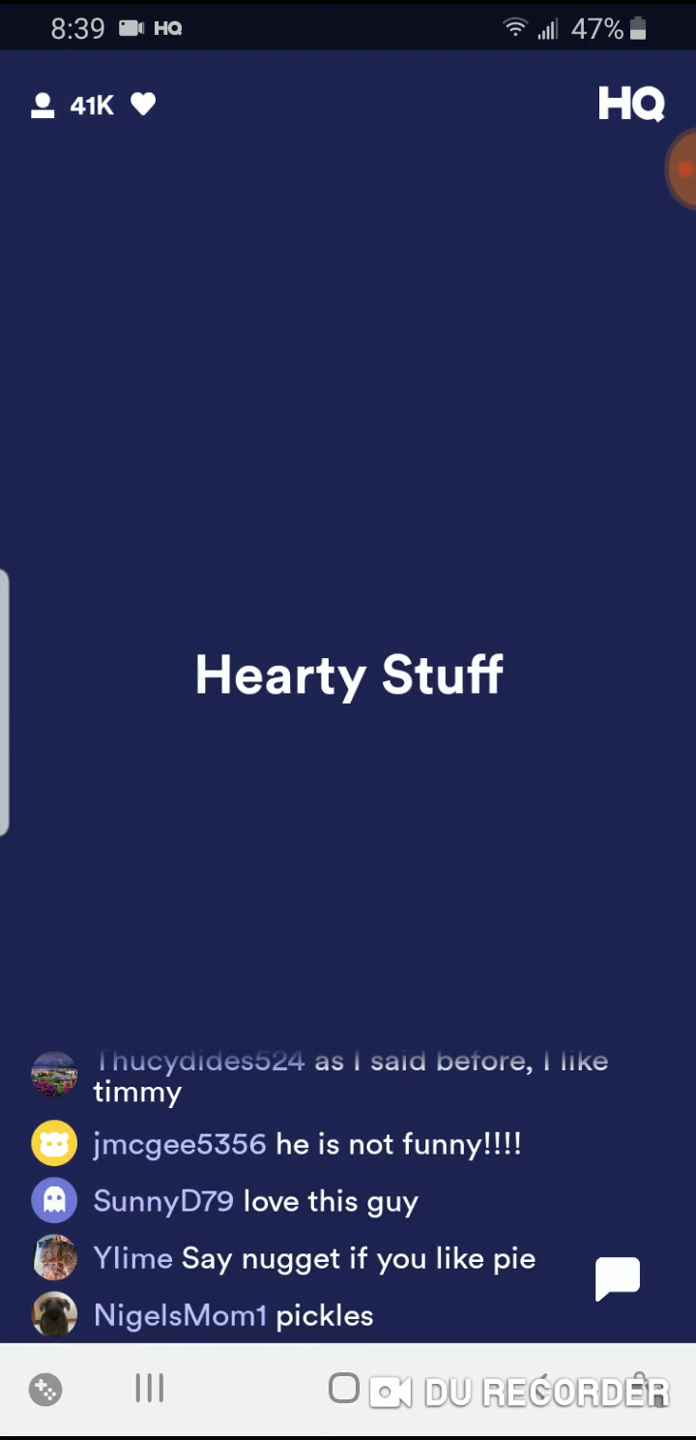 8:39 HQ 47%
41K HQ
Hearty Stuff
Thucydides524 as I said before, I like
timmy
jmcgee5356 he is not funny!!!!
SunnyD79 love this guy
Ylime Say nugget if you like pie
NigelsMom1 pickles
DU RECORDER